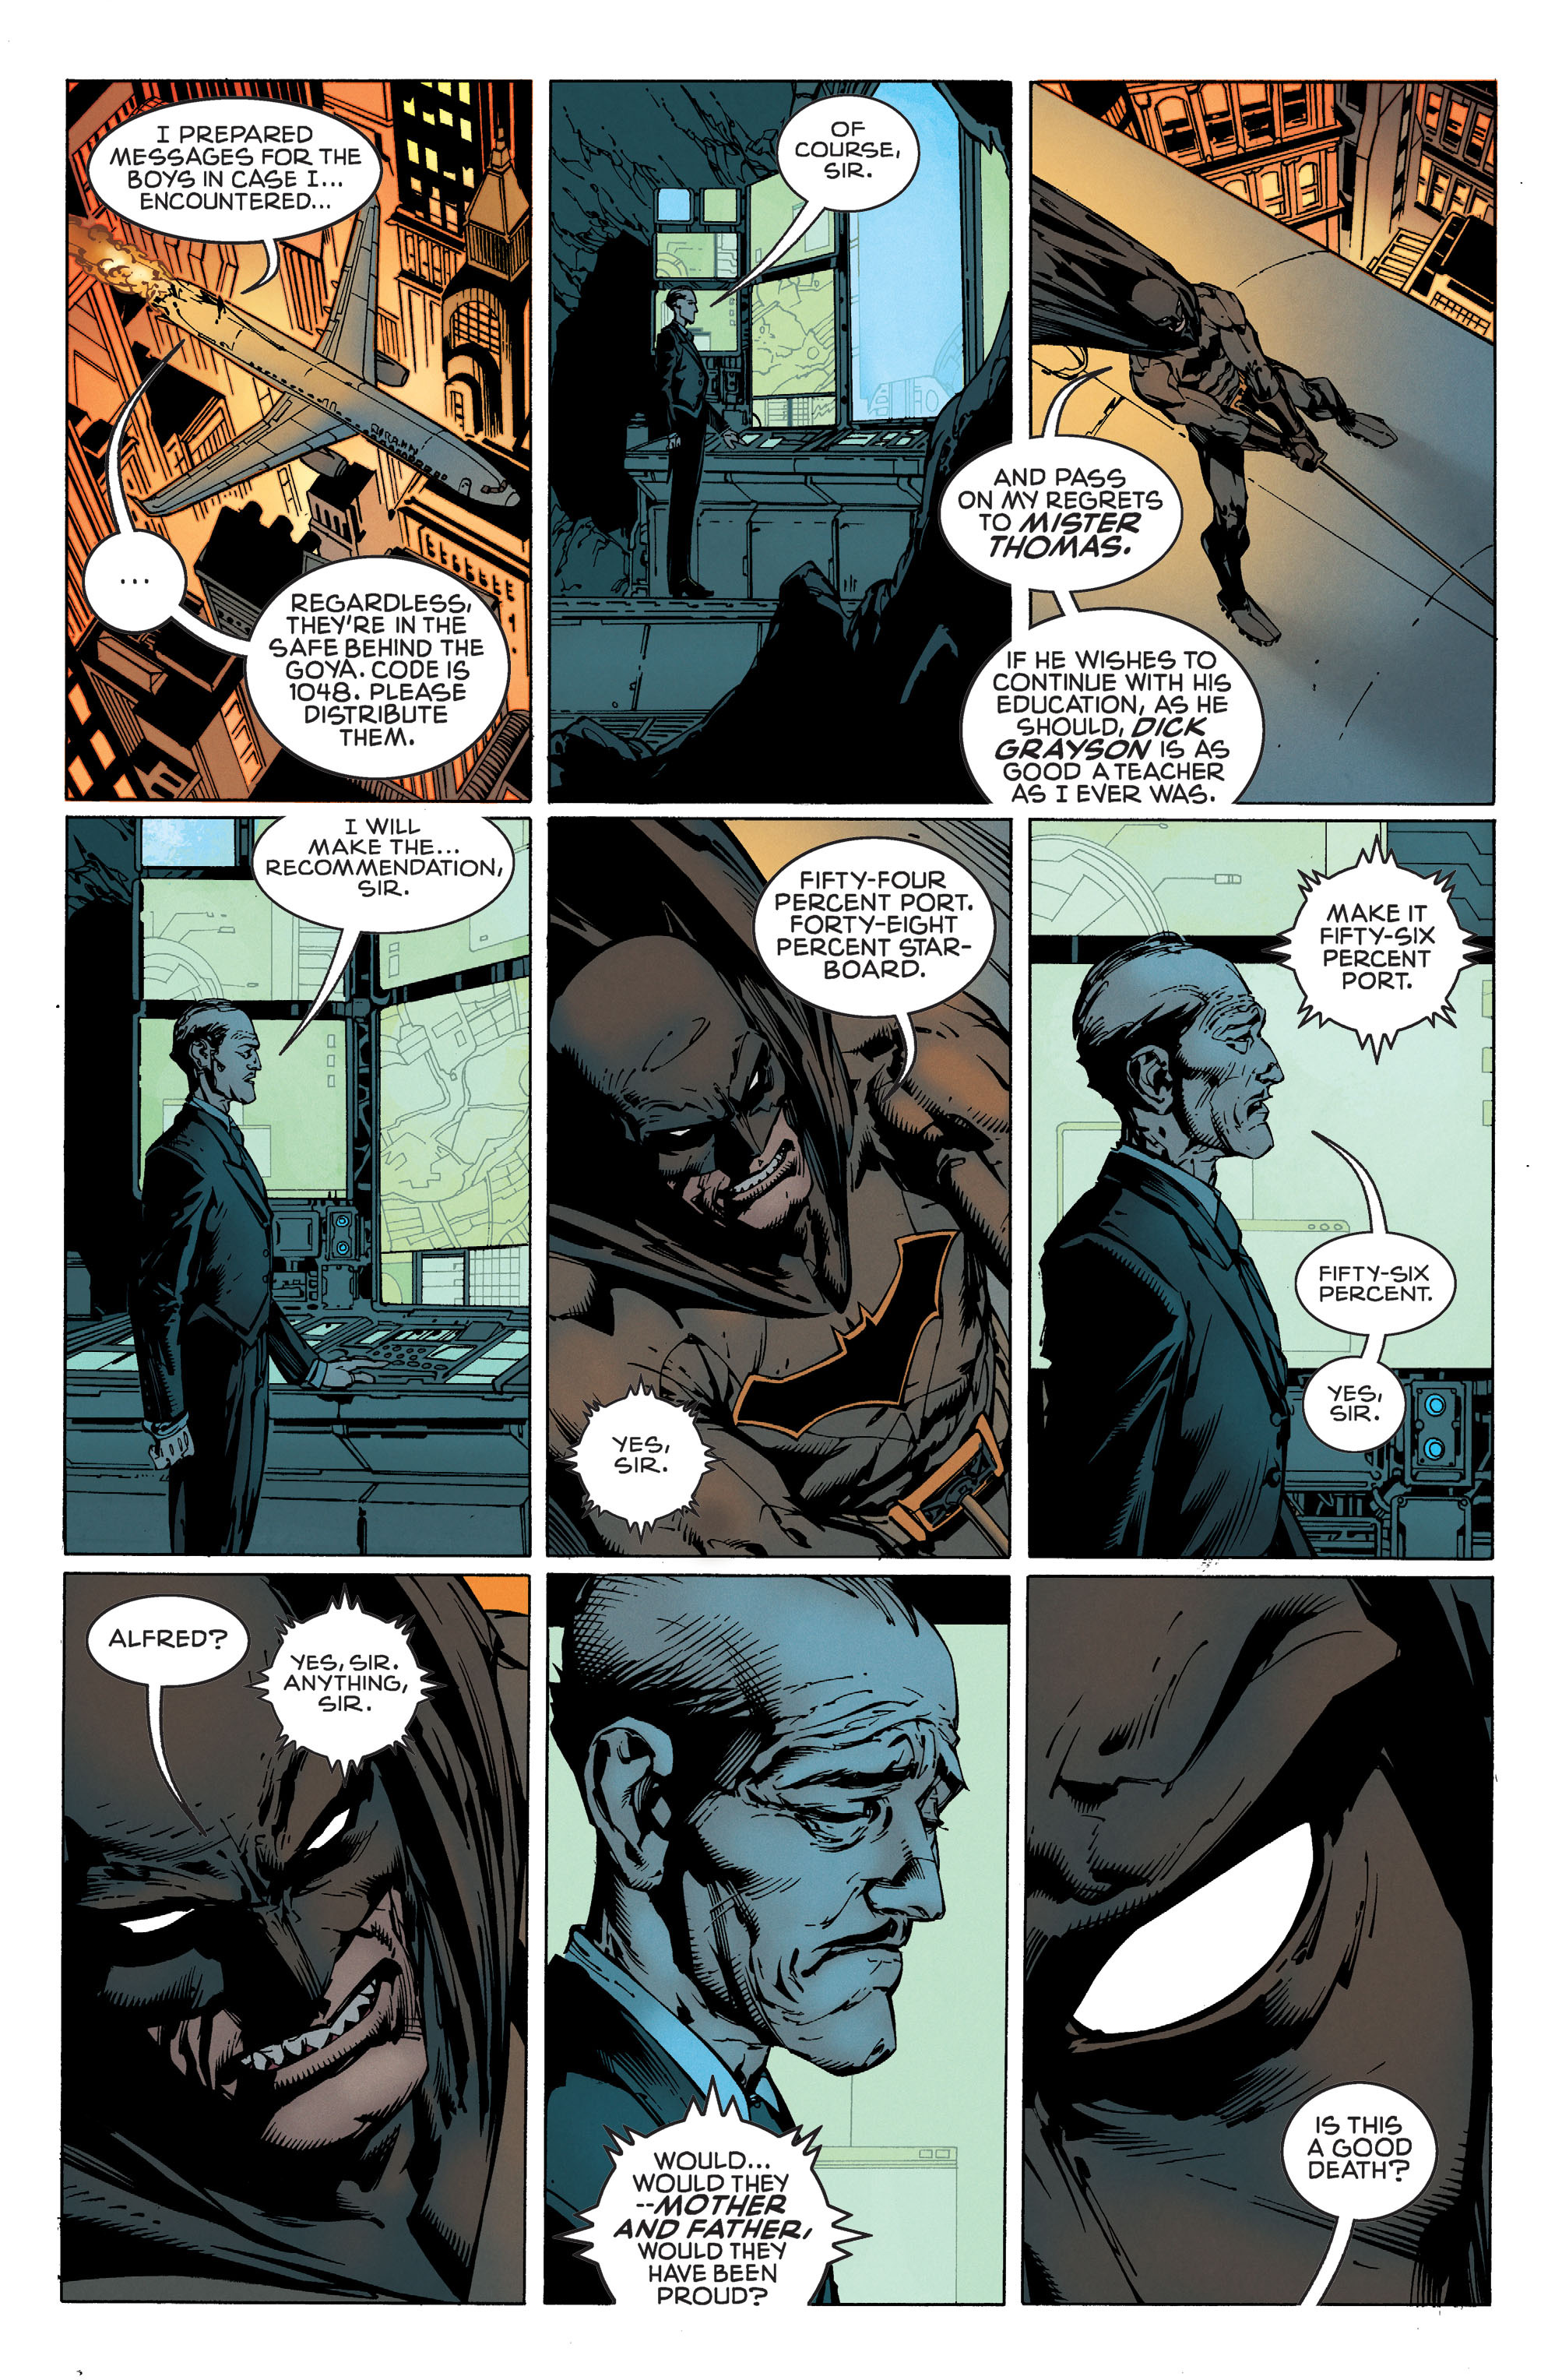 I PREPARED
MESSAGES FOR THE
BOYS IN CASE I...
ENCOUNTERED...
...
REGARDLESS,
THEY'RE IN THE
SAFE BEHIND THE
GOYA. CODE IS
1048. PLEASE
DISTRIBUTE
THEM.
OF
COURSE,
SIR.
AND PASS
ON MY REGRETS
TO MISTER
THOMAS.
IF HE WISHES TO
CONTINUE WITH HIS
EDUCATION, AS HE
SHOULD, DICK
GRAYSON IS AS
GOOD A TEACHER
AS I EVER WAS.
I WILL
MAKE THE...
RECOMMENDATION,
SIR.
FIFTY-FOUR
PERCENT PORT.
FORTY-EIGHT
PERCENT STAR-
BOARD.
YES,
SIR.
MAKE IT
FIFTY-SIX
PERCENT
PORT.
FIFTY-SIX
PERCENT.
YES,
SIR.
ALFRED?
YES, SIR.
ANYTHING,
SIR.
WOULD...
WOULD THEY
--MOTHER
AND FATHER,
WOULD THEY
HAVE BEEN
PROUD?
IS THIS
A GOOD
DEATH?